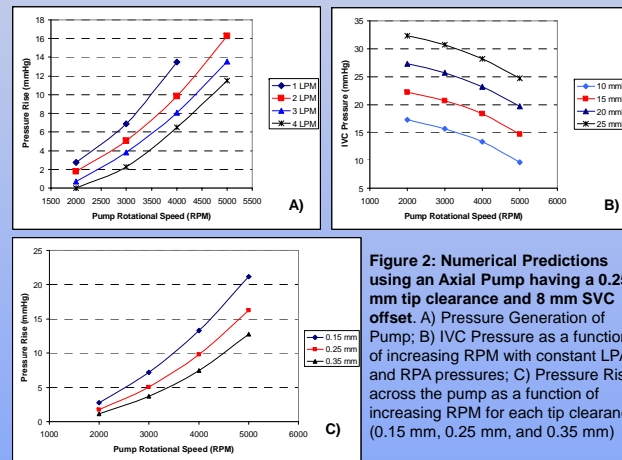 18
16
14
12
10
8
6
4
2
0
Pressure Rise (mmHg)
1500 2000 2500 3000 3500 4000 4500 5000 5500
Pump Rotational Speed (RPM)
1 LPM
2 LPM
3 LPM
4 LPM
A)
35
30
25
20
15
10
5
IVC Pressure (mmHg)
1000 2000 3000 4000 5000 6000
Pump Rotational Speed (RPM)
10 mm
15 mm
20 mm
25 mm
B)
25
20
15
10
5
0
Pressure Rise (mmHg)
1000 2000 3000 4000 5000 6000
Pump Rotational Speed (RPM)
0.15 mm
0.25 mm
0.35 mm
C)
Figure 2: Numerical Predictions
using an Axial Pump having a 0.25
mm tip clearance and 8 mm SVC
offset. A) Pressure Generation of
Pump; B) IVC Pressure as a function
of increasing RPM with constant LPA
and RPA pressures; C) Pressure Ris
across the pump as a function of
increasing RPM for each tip clearanc
(0.15 mm, 0.25 mm, and 0.35 mm)